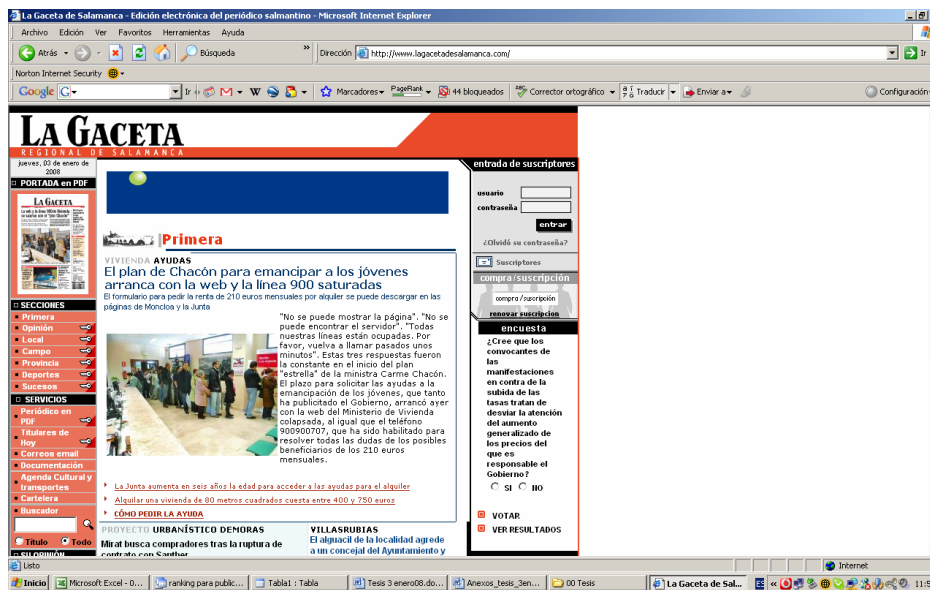 La Gaceta de Salamanca - Edición electrónica del periódico salmantino - Microsoft Internet Explorer
Archivo Edición Ver Favoritos Herramientas Ayuda
Atrás Búsqueda » Dirección http://www.lagacetadesalamanca.com/ Ir
Norton Internet Security
Google G Ir Marcadores PageRank 44 bloqueados Corrector ortográfico Traducir Enviar a Configuración
LA GACETA
REGIONAL DE SALAMANCA
jueves, 03 de enero de
2008
PORTADA en PDF
LA GACETA
SECCIONES
Primera
Opinión
Local
Campo
Provincia
Deportes
Sucesos
SERVICIOS
Periódico en
PDF
Titulares de
Hoy
Correos email
Documentación
Agenda Cultural y
transportes
Cartelera
Buscador
Título Todo
SU OPINIÓN
Primera
VIVIENDA AYUDAS
El plan de Chacón para emancipar a los jóvenes
arranca con la web y la línea 900 saturadas
El formulario para pedir la renta de 210 euros mensuales por alquiler se puede descargar en las
páginas de Moncloa y la Junta
"No se puede mostrar la página". "No se
puede encontrar el servidor". "Todas
nuestras líneas están ocupadas. Por
favor, vuelva a llamar pasados unos
minutos". Estas tres respuestas fueron
la constante en el inicio del plan
"estrella" de la ministra Carme Chacón.
El plazo para solicitar las ayudas a la
emancipación de los jóvenes, que tanto
ha publicitado el Gobierno, arrancó ayer
con la web del Ministerio de Vivienda
colapsada, al igual que el teléfono
900900707, que ha sido habilitado para
resolver todas las dudas de los posibles
beneficiarios de los 210 euros
mensuales.
La Junta aumenta en seis años la edad para acceder a las ayudas para el alquiler
Alquilar una vivienda de 80 metros cuadrados cuesta entre 400 y 750 euros
CÓMO PEDIR LA AYUDA
PROYECTO URBANÍSTICO DEMORAS
Mirat busca compradores tras la ruptura de
contrato con Santher
VILLASRUBIAS
El alguacil de la localidad agrede
a un concejal del Ayuntamiento y
entrada de suscriptores
usuario
contraseña
entrar
¿Olvidó su contraseña?
Suscriptores
compra/suscripción
compra/suscripción
renovar suscripcion
encuesta
¿Cree que los
convocantes de
las
manifestaciones
en contra de la
subida de las
tasas tratan de
desviar la atención
del aumento
generalizado de
los precios del
que es
responsable el
Gobierno?
SI NO
VOTAR
VER RESULTADOS
Listo Internet
Inicio Microsoft Excel - 0... ranking para public... Tabla1 : Tabla Tesis 3 enero08.do... Anexos_tesis_3en... 00 Tesis La Gaceta de Sal... ES «